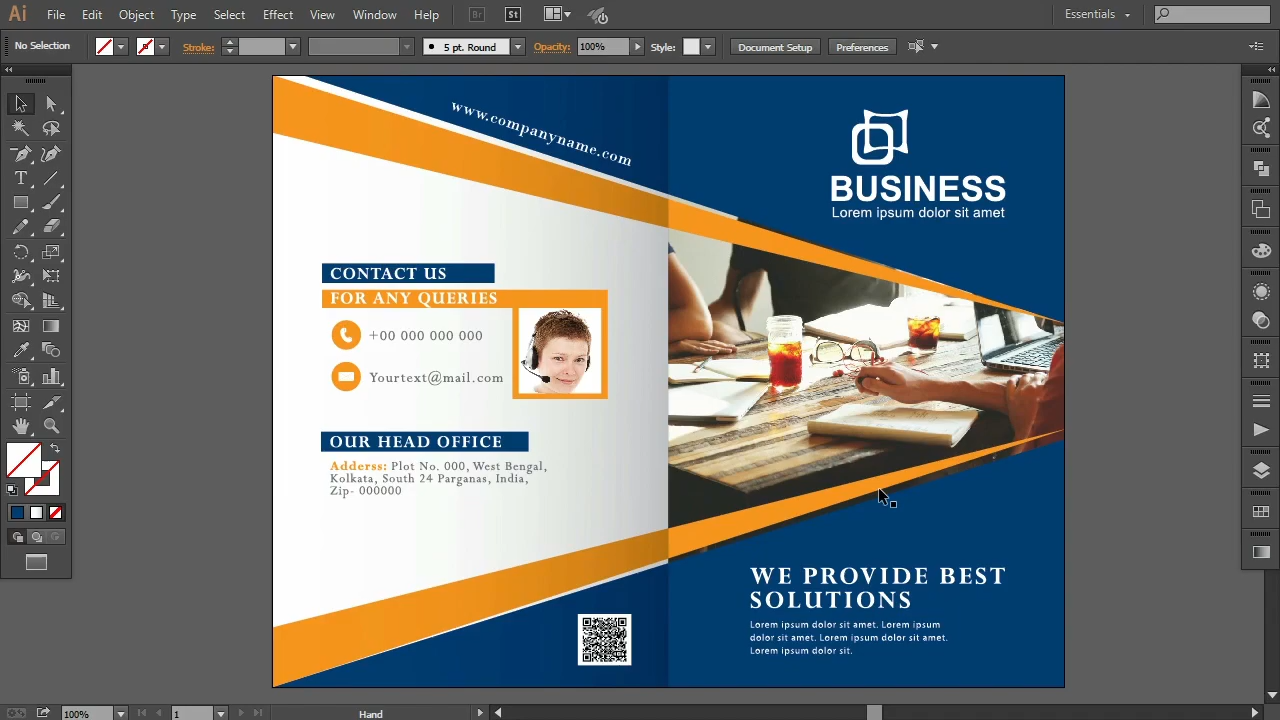 Ai File Edit Object Type Select Effect View Window Help Br St Essentials
No Selection Stroke: 5 pt. Round Opacity: 100% Style: Document Setup Preferences
www.companyname.com
BUSINESS
Lorem ipsum dolor sit amet
CONTACT US
FOR ANY QUERIES
+00 000 000 000
Yourtext@mail.com
OUR HEAD OFFICE
Adderss: Plot No. 000, West Bengal,
Kolkata, South 24 Parganas, India,
Zip- 000000
WE PROVIDE BEST
SOLUTIONS
Lorem ipsum dolor sit amet. Lorem ipsum
dolor sit amet. Lorem ipsum dolor sit amet.
Lorem ipsum dolor sit.
100% 1 Hand